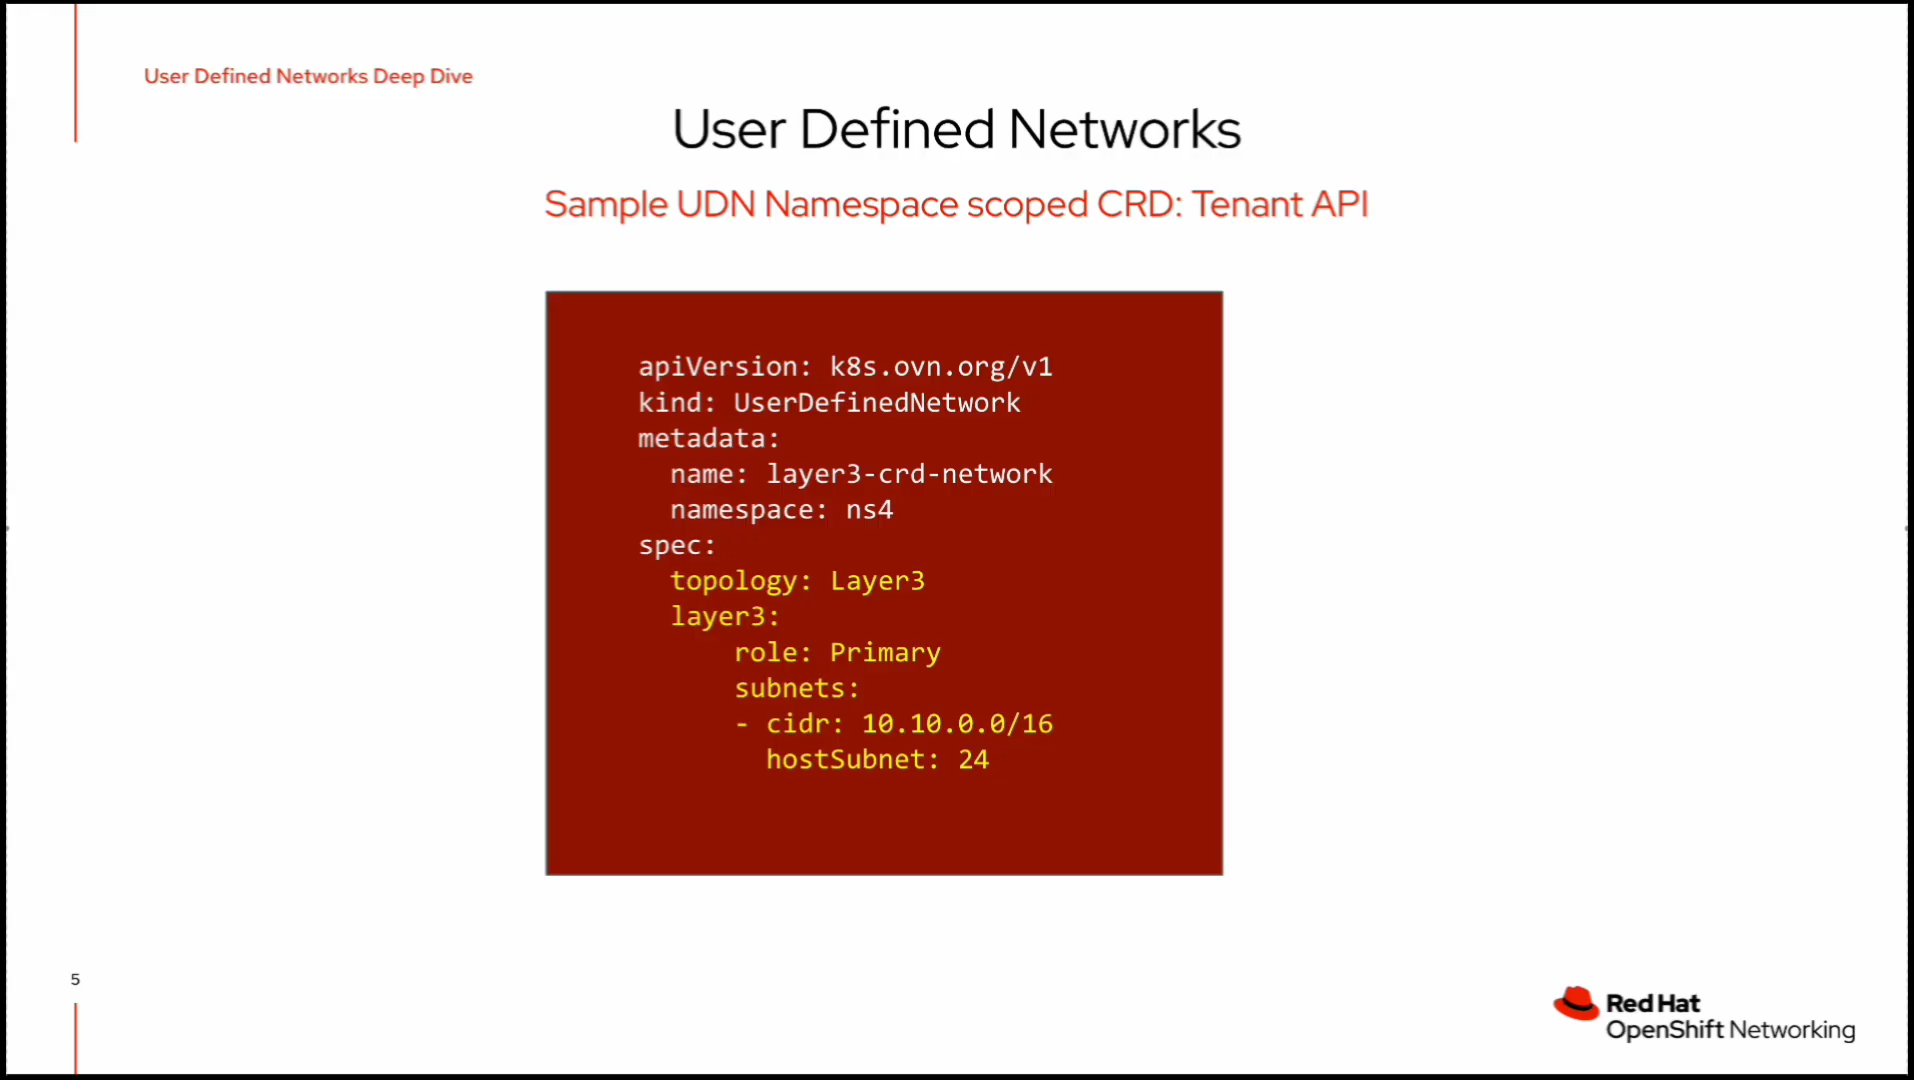 User Defined Networks Deep Dive
User Defined Networks
Sample UDN Namespace scoped CRD: Tenant API
apiVersion: k8s.ovn.org/v1
kind: UserDefinedNetwork
metadata:
  name: layer3-crd-network
  namespace: ns4
spec:
  topology: Layer3
  layer3:
      role: Primary
      subnets:
      - cidr: 10.10.0.0/16
        hostSubnet: 24
5
Red Hat
OpenShift Networking